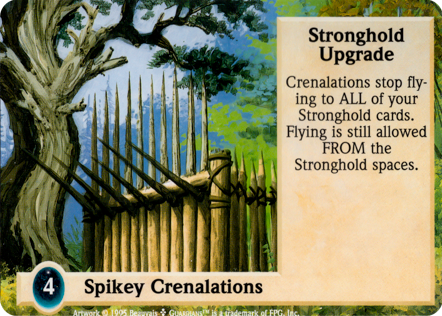 Stronghold
Upgrade
Crenalations stop fly-
ing to ALL of your
Stronghold cards.
Flying is still allowed
FROM the
Stronghold spaces.
4 Spikey Crenalations
Artwork © 1995 Beauvais ✣ GUARDIANS™ is a trademark of FPG, Inc.